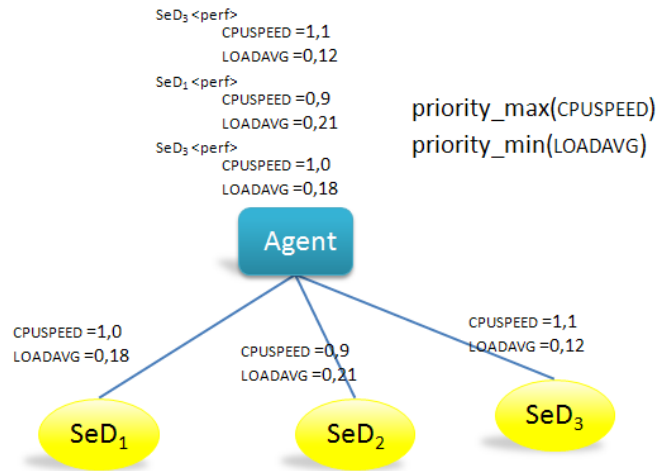 SeD₃ <perf>
CPUSPEED =1,1
LOADAVG =0,12
SeD₁ <perf>
CPUSPEED =0,9
LOADAVG =0,21
SeD₃ <perf>
CPUSPEED =1,0
LOADAVG =0,18
priority_max(CPUSPEED)
priority_min(LOADAVG)
Agent
CPUSPEED =1,0
LOADAVG =0,18
CPUSPEED =0,9
LOADAVG =0,21
CPUSPEED =1,1
LOADAVG =0,12
SeD₁
SeD₂
SeD₃